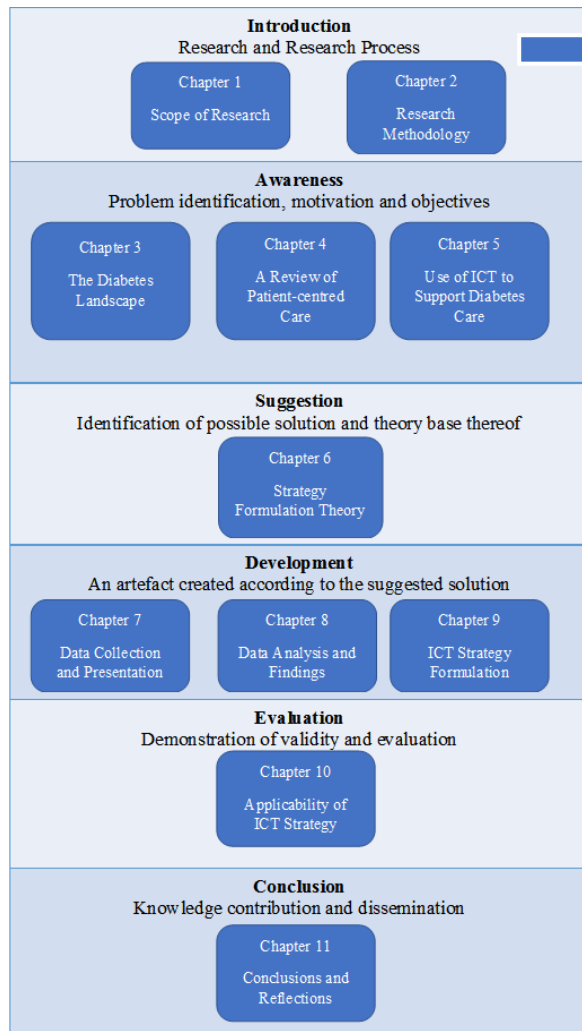 Introduction
Research and Research Process
Chapter 1
Scope of Research
Chapter 2
Research
Methodology
Awareness
Problem identification, motivation and objectives
Chapter 3
The Diabetes
Landscape
Chapter 4
A Review of
Patient-centred
Care
Chapter 5
Use of ICT to
Support Diabetes
Care
Suggestion
Identification of possible solution and theory base thereof
Chapter 6
Strategy
Formulation Theory
Development
An artefact created according to the suggested solution
Chapter 7
Data Collection
and Presentation
Chapter 8
Data Analysis and
Findings
Chapter 9
ICT Strategy
Formulation
Evaluation
Demonstration of validity and evaluation
Chapter 10
Applicability of
ICT Strategy
Conclusion
Knowledge contribution and dissemination
Chapter 11
Conclusions and
Reflections